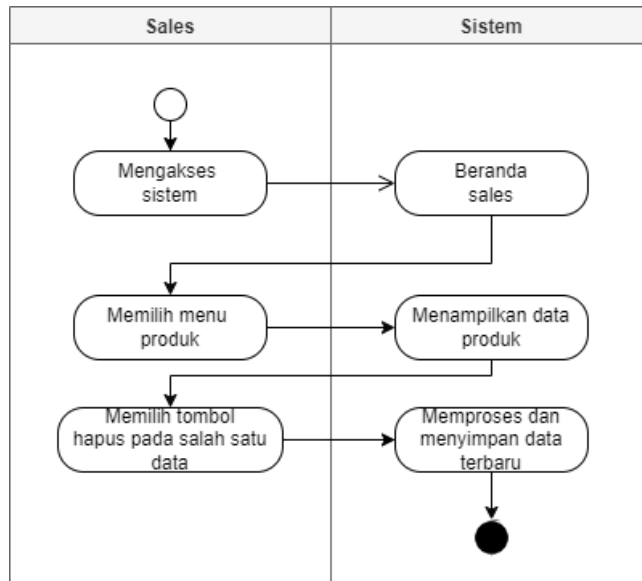 Sales
Sistem
Mengakses
sistem
Beranda
sales
Memilih menu
produk
Menampilkan data
produk
Memilih tombol
hapus pada salah satu
data
Memproses dan
menyimpan data
terbaru